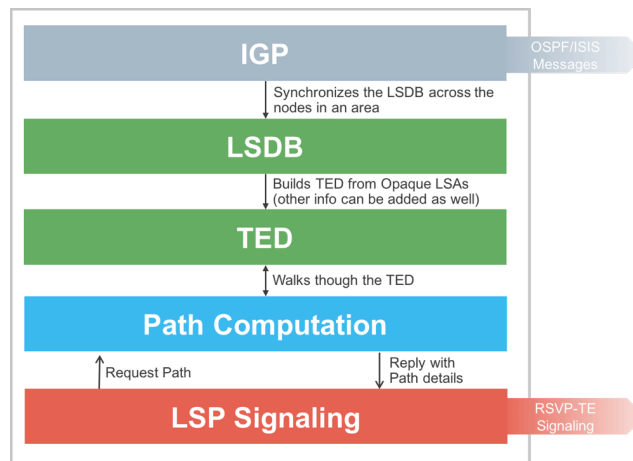 IGP
OSPF/ISIS
Messages
Synchronizes the LSDB across the
nodes in an area
LSDB
Builds TED from Opaque LSAs
(other info can be added as well)
TED
Walks though the TED
Path Computation
Request Path
Reply with
Path details
LSP Signaling
RSVP-TE
Signaling